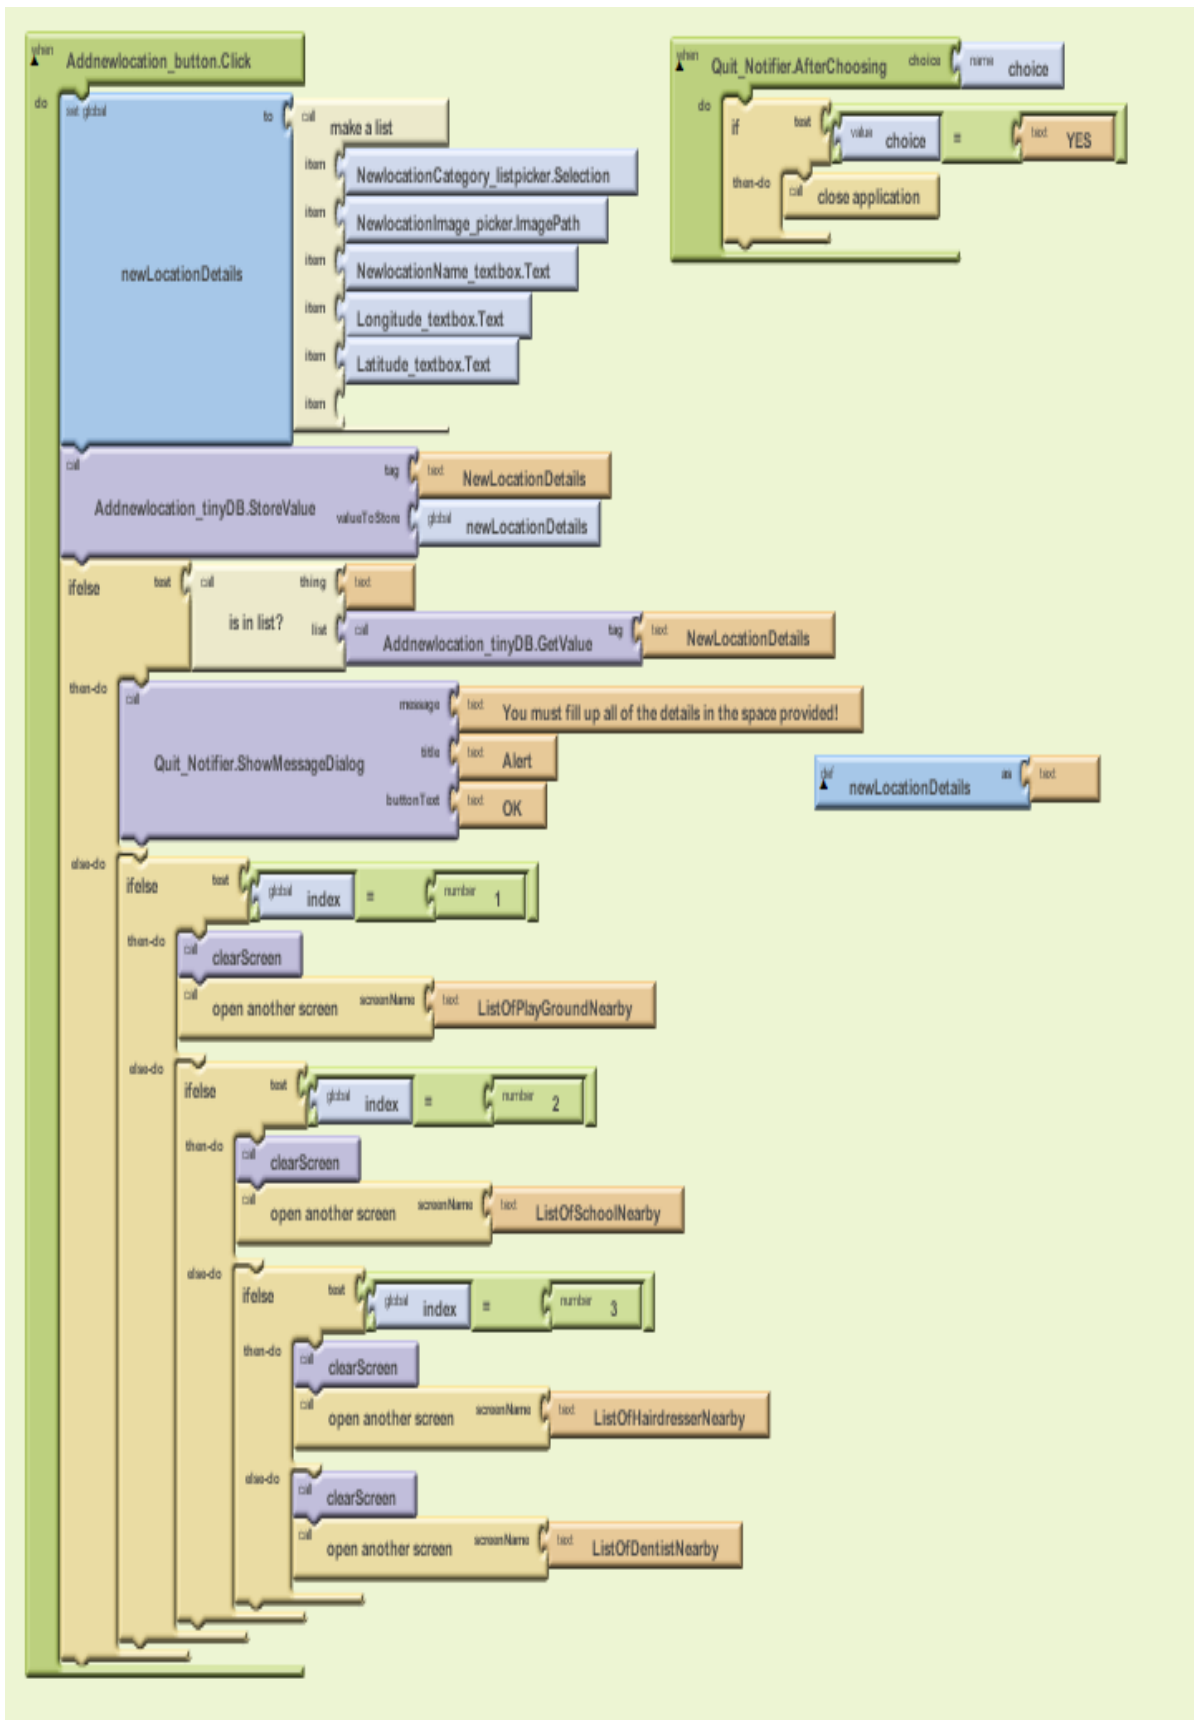 when
Addnewlocation_button.Click
do
set global
to
call
make a list
newLocationDetails
item
NewlocationCategory_listpicker.Selection
item
NewlocationImage_picker.ImagePath
item
NewlocationName_textbox.Text
item
Longitude_textbox.Text
item
Latitude_textbox.Text
item
call
Addnewlocation_tinyDB.StoreValue
tag
text NewLocationDetails
valueToStore
global newLocationDetails
ifelse
test
call
is in list?
thing
text
list
call
Addnewlocation_tinyDB.GetValue
tag
text NewLocationDetails
then-do
call
Quit_Notifier.ShowMessageDialog
message
text You must fill up all of the details in the space provided!
title
text Alert
buttonText
text OK
else-do
ifelse
test
global index = number 1
then-do
call clearScreen
call open another screen screenName text ListOfPlayGroundNearby
else-do
ifelse
test
global index = number 2
then-do
call clearScreen
call open another screen screenName text ListOfSchoolNearby
else-do
ifelse
test
global index = number 3
then-do
call clearScreen
call open another screen screenName text ListOfHairdresserNearby
else-do
call clearScreen
call open another screen screenName text ListOfDentistNearby
when
Quit_Notifier.AfterChoosing choice name choice
do
if
test
value choice = text YES
then-do
call close application
def
newLocationDetails as text